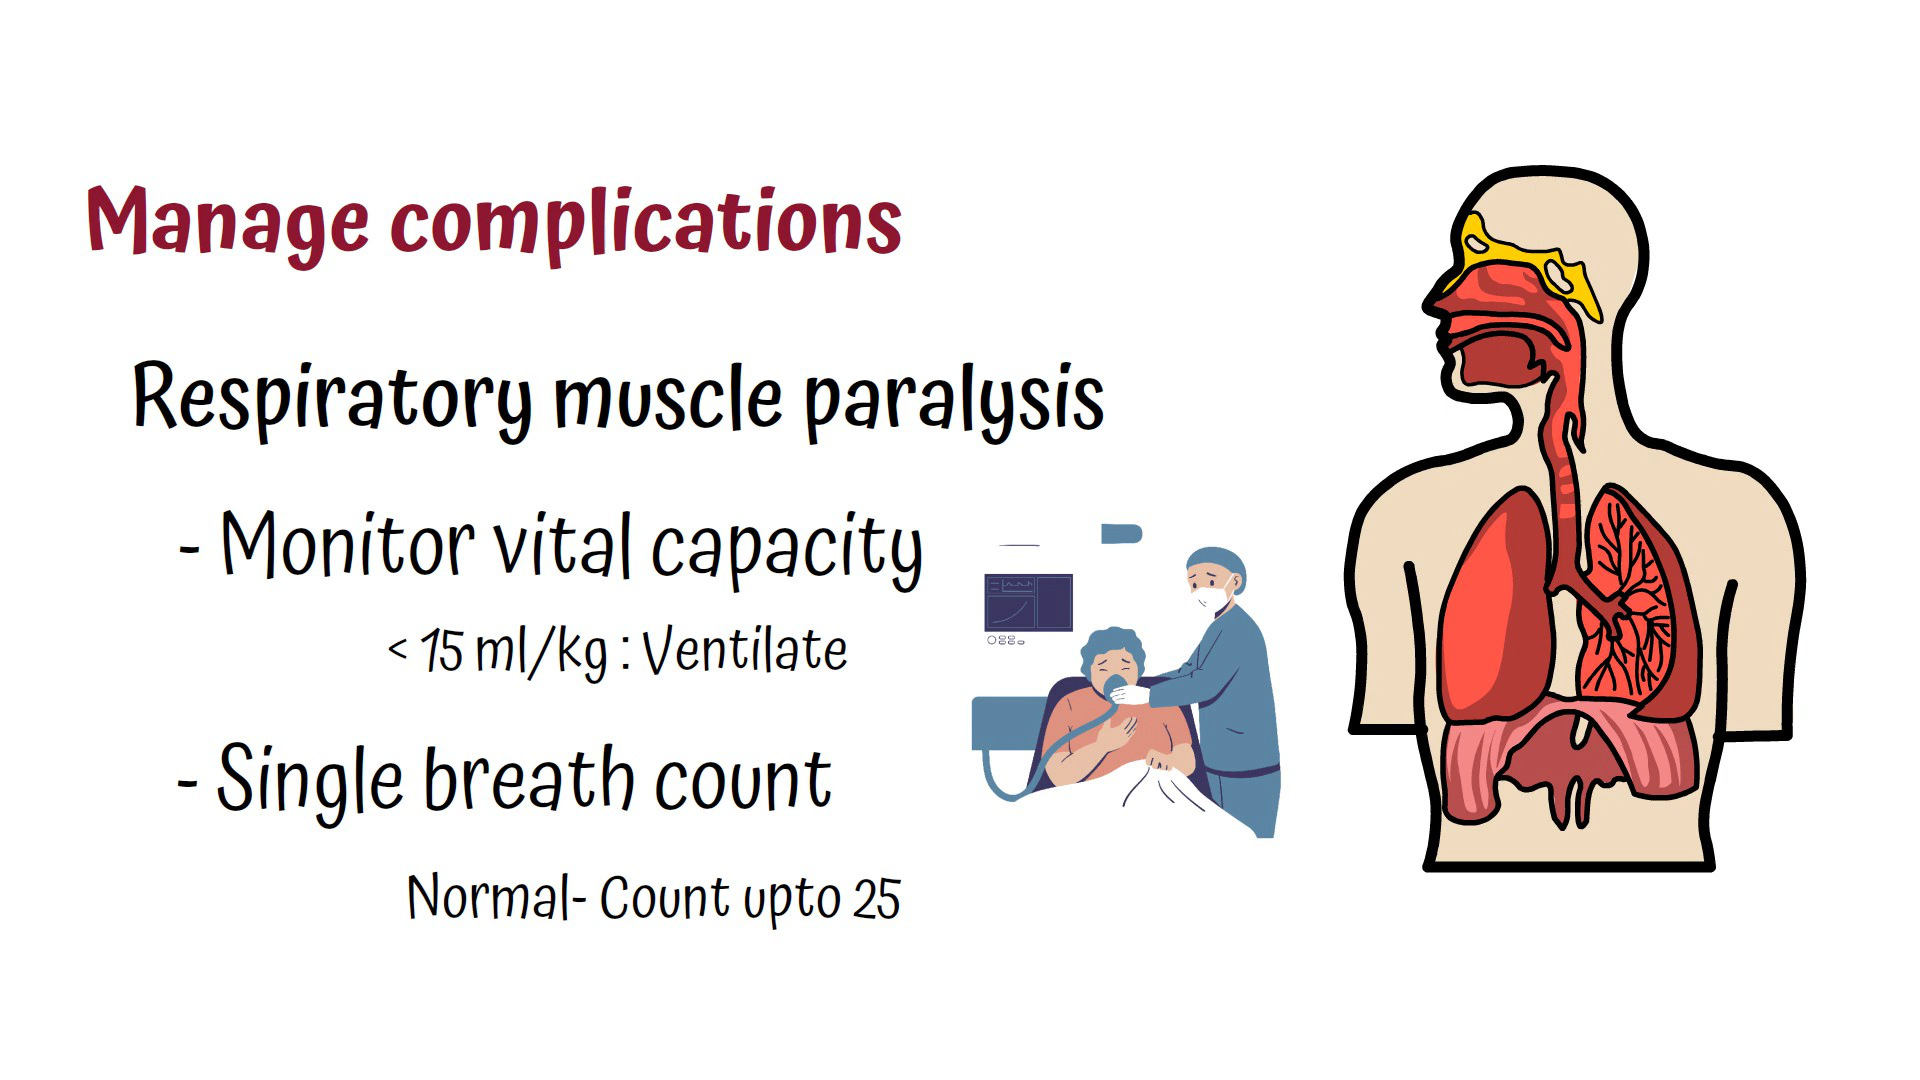 Manage complications
Respiratory muscle paralysis
- Monitor vital capacity
< 15 ml/kg : Ventilate
- Single breath count
Normal- Count upto 25